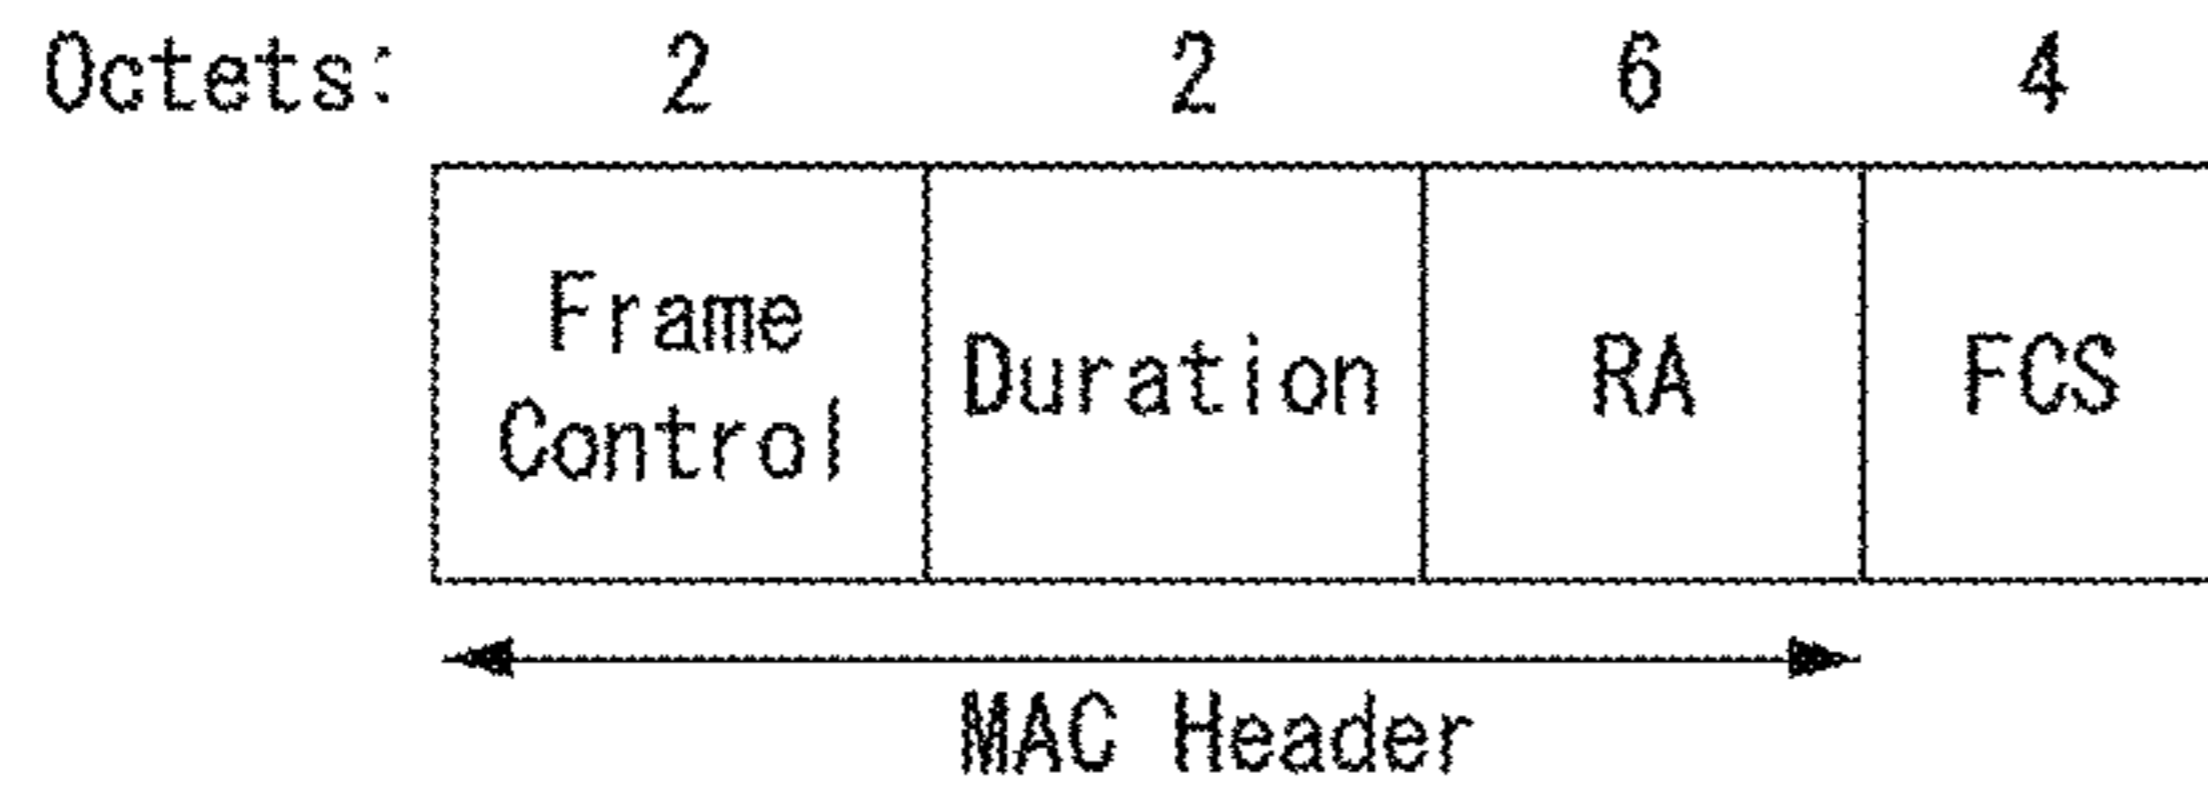 Octets: 2 2 6 4
Frame
Control
Duration
RA
FCS
MAC Header